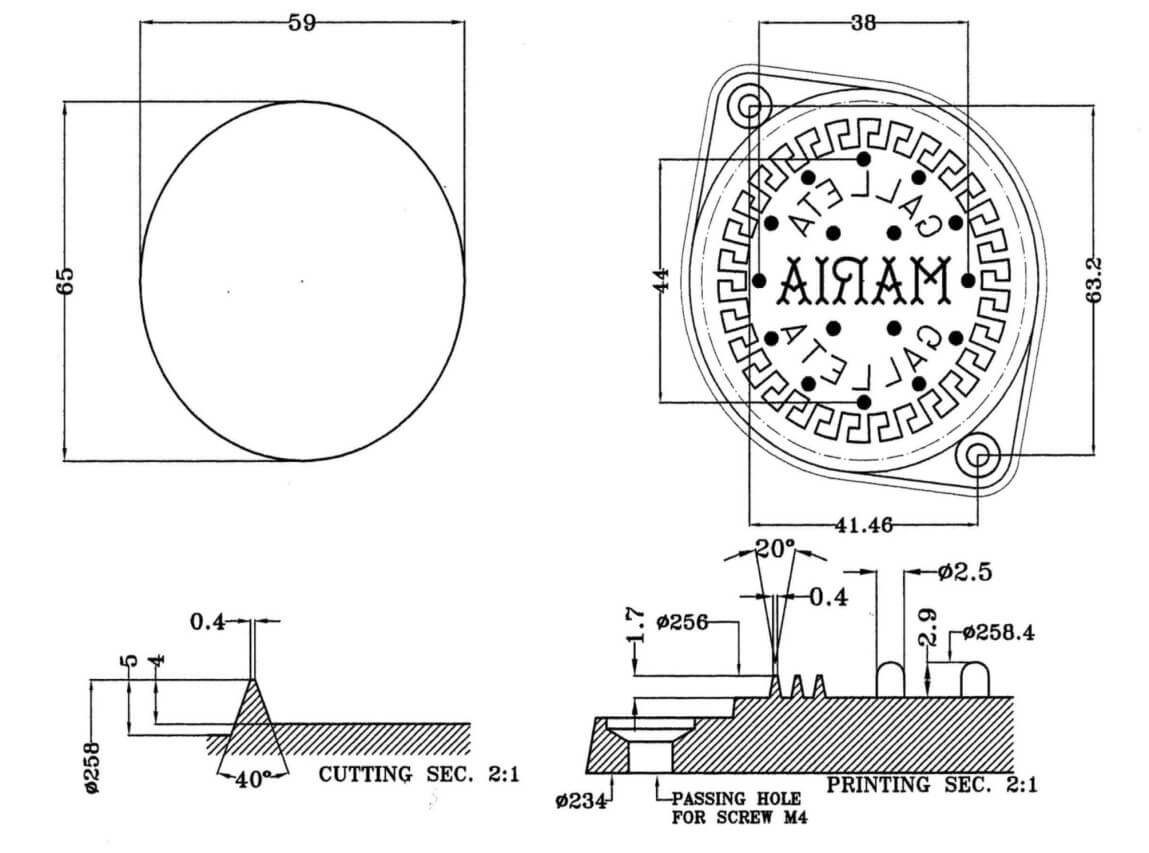 59
65
38
44
63.2
41.46
GALLETA
MARIA
GALLETA
0.4
5
4
ø258
40°
CUTTING SEC. 2:1
20°
0.4
1.7
ø256
ø2.5
2.9
ø258.4
ø234
PASSING HOLE
FOR SCREW M4
PRINTING SEC. 2:1